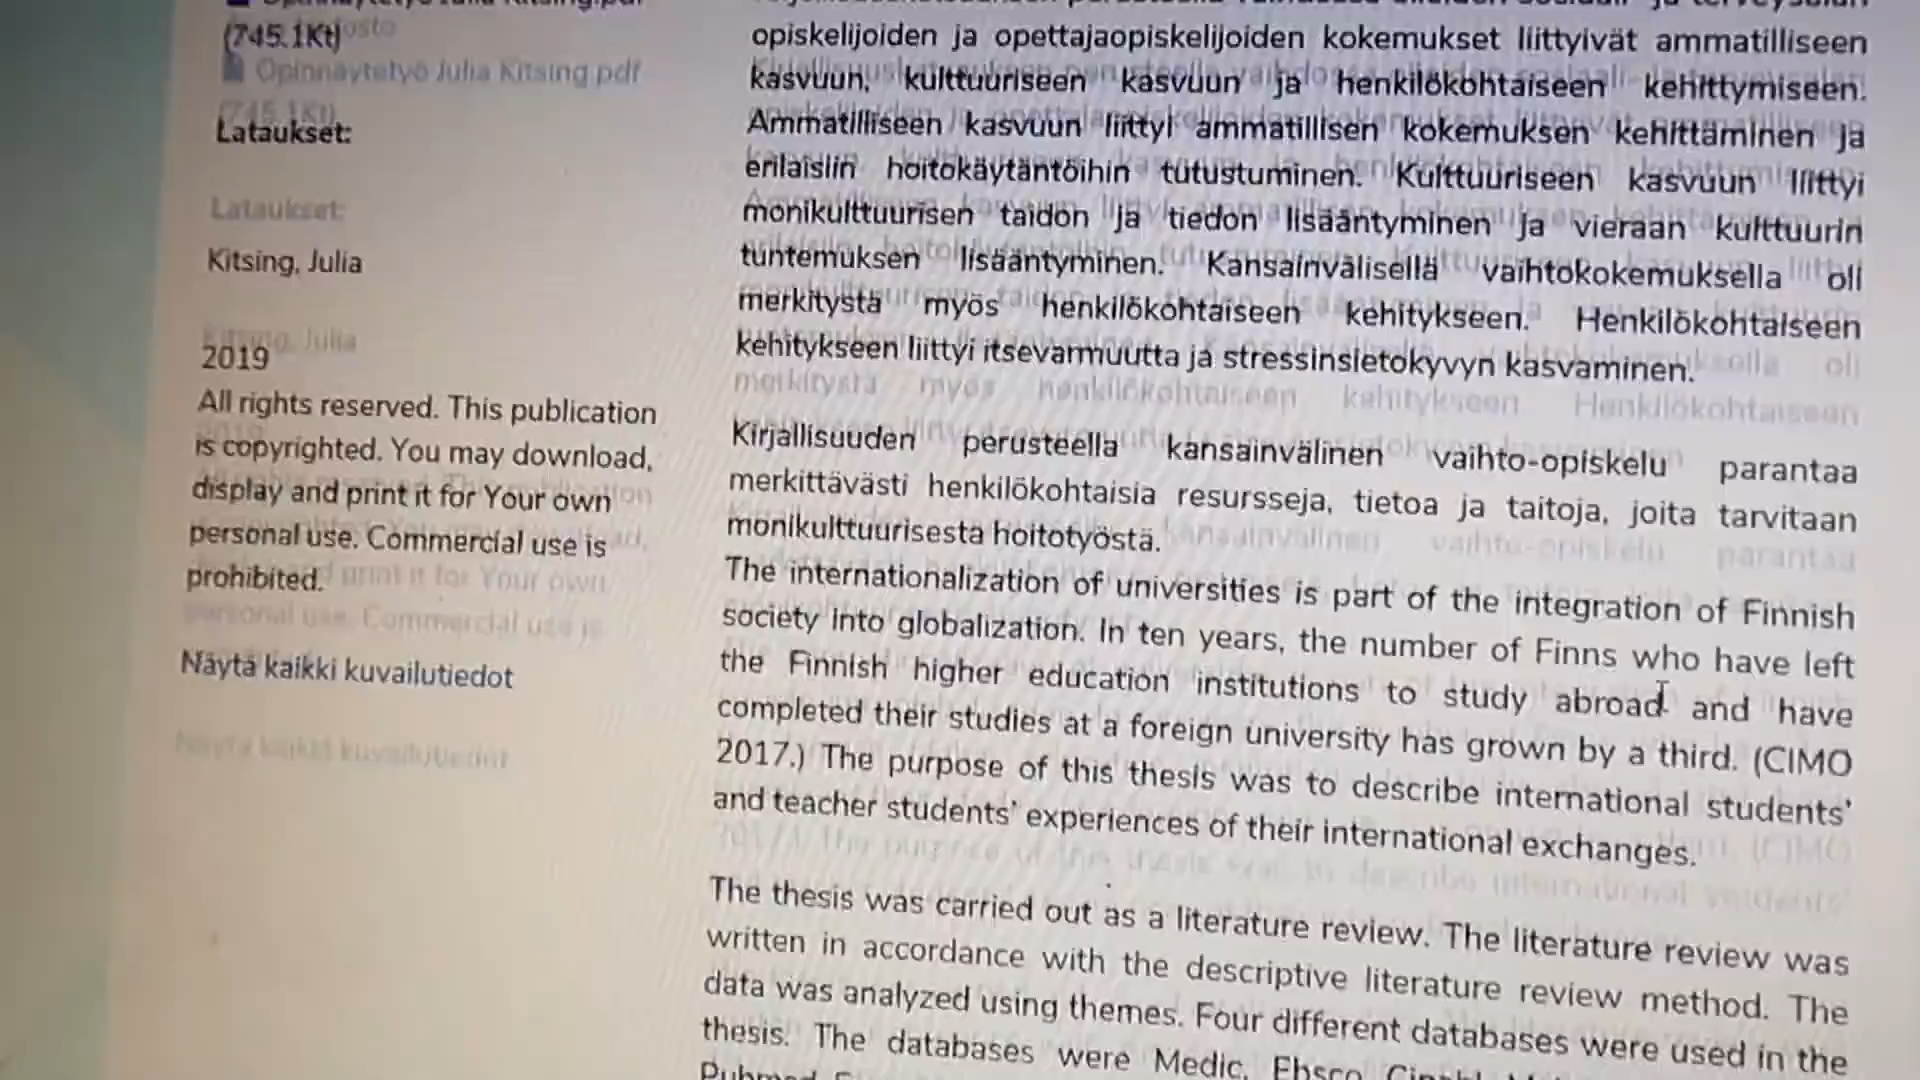 Opinnäytetyö Julia Kitsing.pdf
(745.1Kt)
Lataukset:
Kitsing, Julia
2019
All rights reserved. This publication
is copyrighted. You may download,
display and print it for Your own
personal use. Commercial use is
prohibited.
Näytä kaikki kuvailutiedot
opiskelijoiden ja opettajaopiskelijoiden kokemukset liittyivät ammatilliseen
kasvuun, kulttuuriseen kasvuun ja henkilökohtaiseen kehittymiseen.
Ammatilliseen kasvuun liittyi ammatillisen kokemuksen kehittäminen ja
erilaisiin hoitokäytäntöihin tutustuminen. Kulttuuriseen kasvuun liittyi
monikulttuurisen taidon ja tiedon lisääntyminen ja vieraan kulttuurin
tuntemuksen lisääntyminen. Kansainvälisellä vaihtokokemuksella oli
merkitystä myös henkilökohtaiseen kehitykseen. Henkilökohtaiseen
kehitykseen liittyi itsevarmuutta ja stressinsietokyvyn kasvaminen.
Kirjallisuuden perusteella kansainvälinen vaihto-opiskelu parantaa
merkittävästi henkilökohtaisia resursseja, tietoa ja taitoja, joita tarvitaan
monikulttuurisesta hoitotyöstä.
The internationalization of universities is part of the integration of Finnish
society into globalization. In ten years, the number of Finns who have left
the Finnish higher education institutions to study abroad and have
completed their studies at a foreign university has grown by a third. (CIMO
2017.) The purpose of this thesis was to describe international students'
and teacher students' experiences of their international exchanges.
The thesis was carried out as a literature review. The literature review was
written in accordance with the descriptive literature review method. The
data was analyzed using themes. Four different databases were used in the
thesis. The databases were Medic, Ebsco